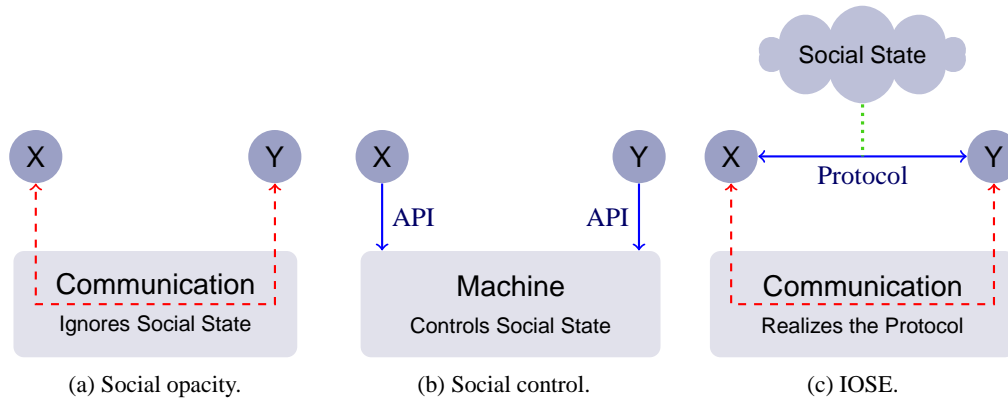 Social State
X
Y
X
Y
X
Y
Protocol
API
API
Communication
Ignores Social State
Machine
Controls Social State
Communication
Realizes the Protocol
(a) Social opacity.
(b) Social control.
(c) IOSE.